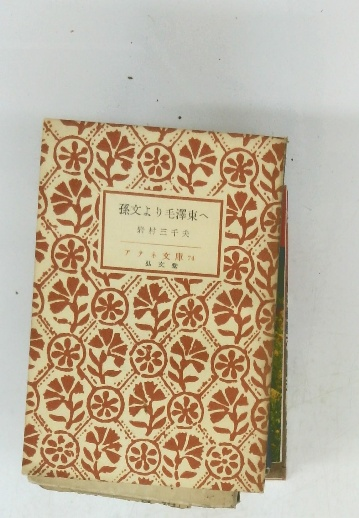 孫文より毛澤東へ
岩村三千夫
アテネ文庫 74
弘文堂